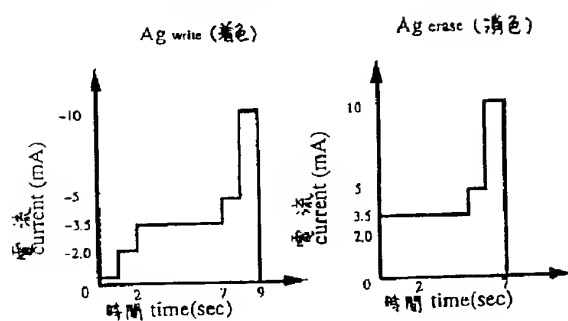 Ag write (着色)
-10
-5
-3.5
-2.0
0
2
7
9
電流
current (mA)
時間 time(sec)
Ag erase (消色)
10
5
3.5
2.0
0
2
7
電流
current (mA)
時間 time(sec)